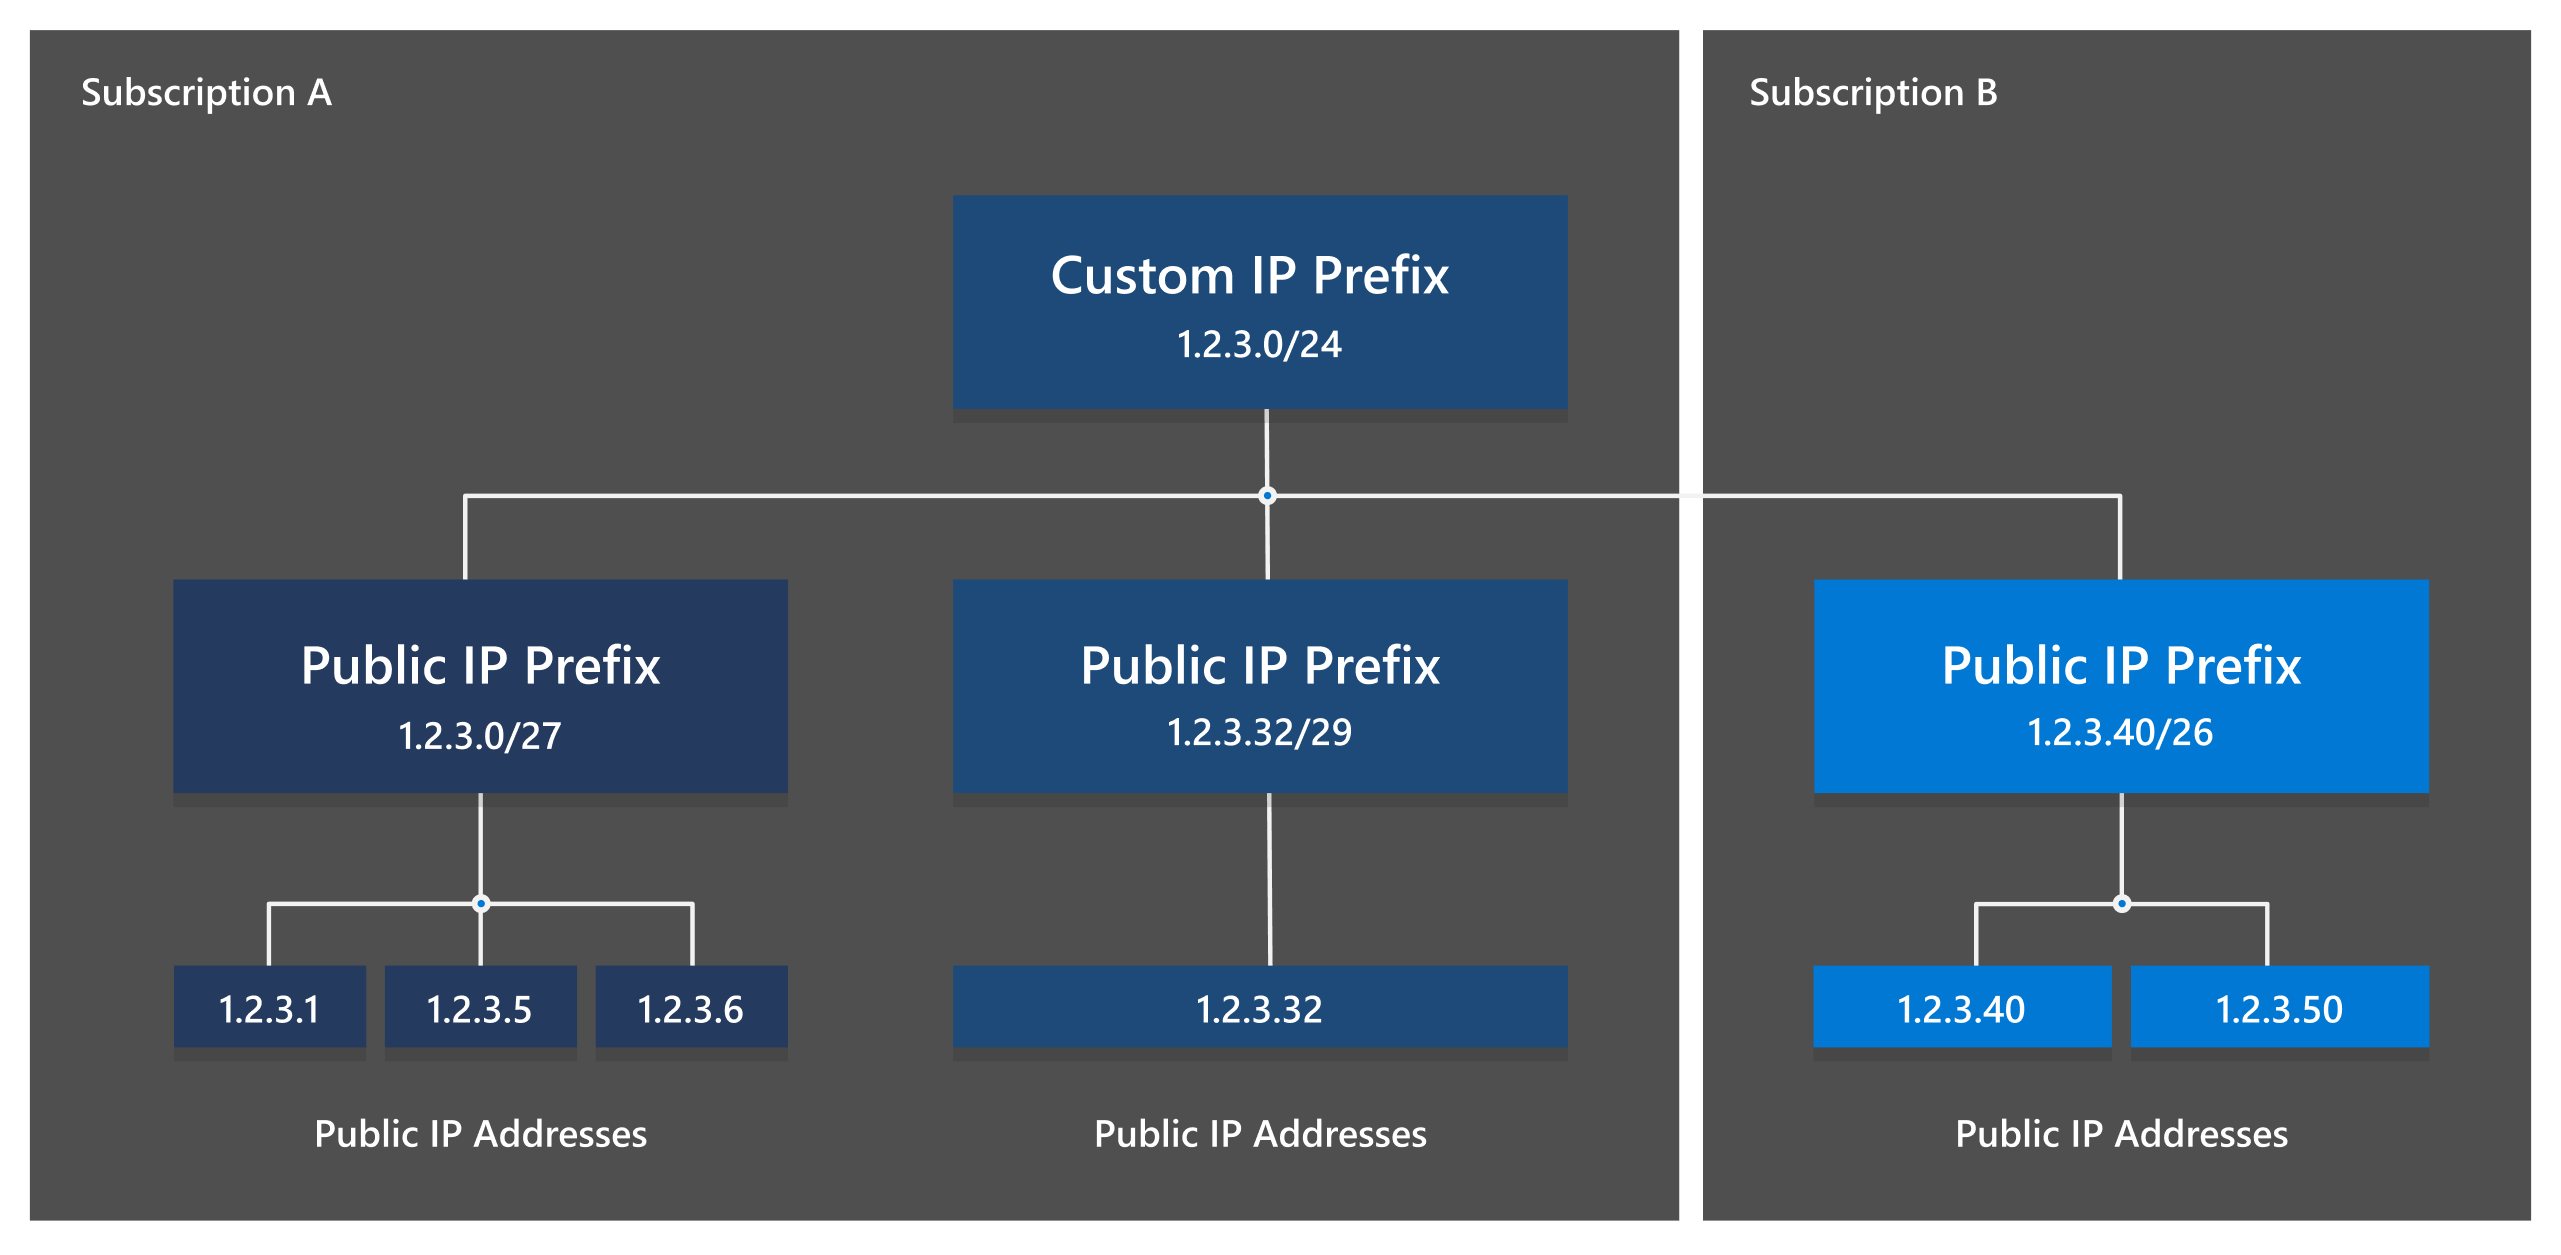 Subscription A
Subscription B
Custom IP Prefix
1.2.3.0/24
Public IP Prefix
1.2.3.0/27
Public IP Prefix
1.2.3.32/29
Public IP Prefix
1.2.3.40/26
1.2.3.1
1.2.3.5
1.2.3.6
1.2.3.32
1.2.3.40
1.2.3.50
Public IP Addresses
Public IP Addresses
Public IP Addresses